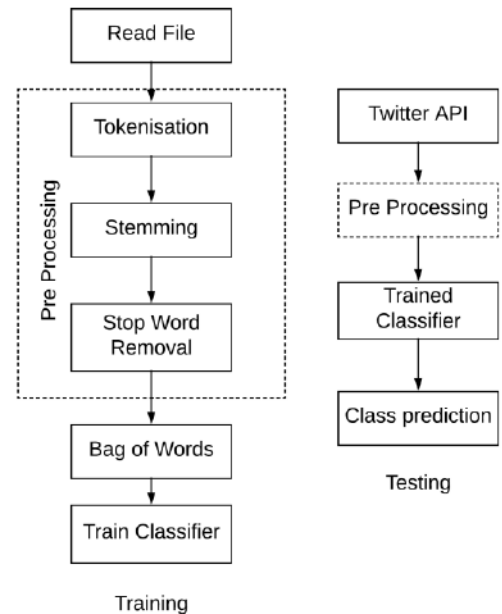 Read File
Tokenisation
Stemming
Stop Word
Removal
Pre Processing
Bag of Words
Train Classifier
Training
Twitter API
Pre Processing
Trained
Classifier
Class prediction
Testing